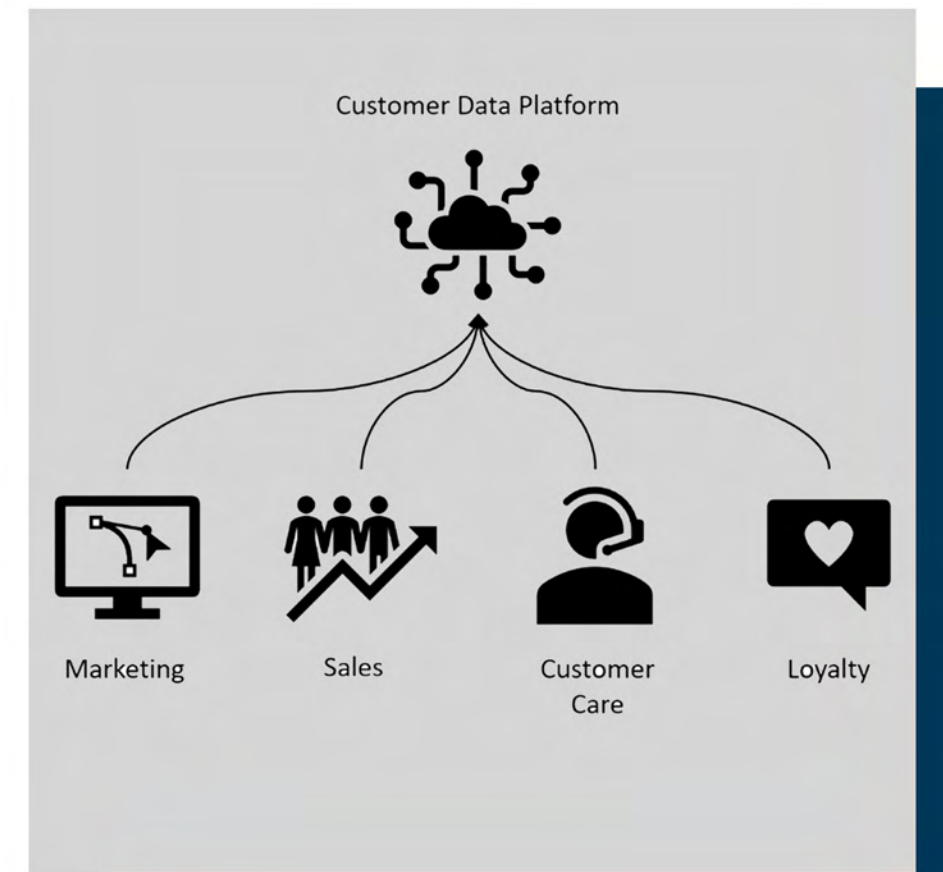 Customer Data Platform
Marketing
Sales
Customer
Care
Loyalty